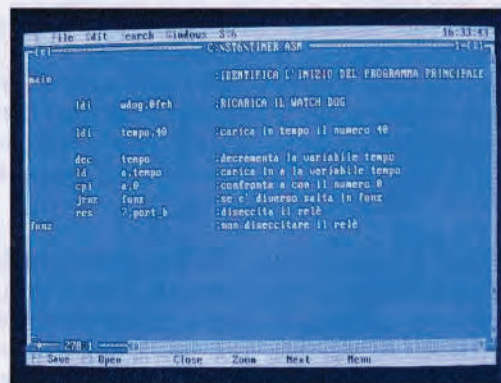 File Edit Search Windows ST6 16:33:43
C:\ST6\TIMER.ASM
main ;IDENTIFICA L'INIZIO DEL PROGRAMMA PRINCIPALE
ldi wdog,0feh ;RICARICA IL WATCH DOG
ldi tempo,40 ;carica in tempo il numero 40
dec tempo ;decrementa la variabile tempo
ld a,tempo ;carica in a la variabile tempo
cpi a,0 ;confronta a con il numero 0
jrnz funz ;se e' diverso salta in funz
res 7,port_b ;diseccita il relè
funz ;non diseccitare il relè
278:1
Save Open Close Zoom Next Menu